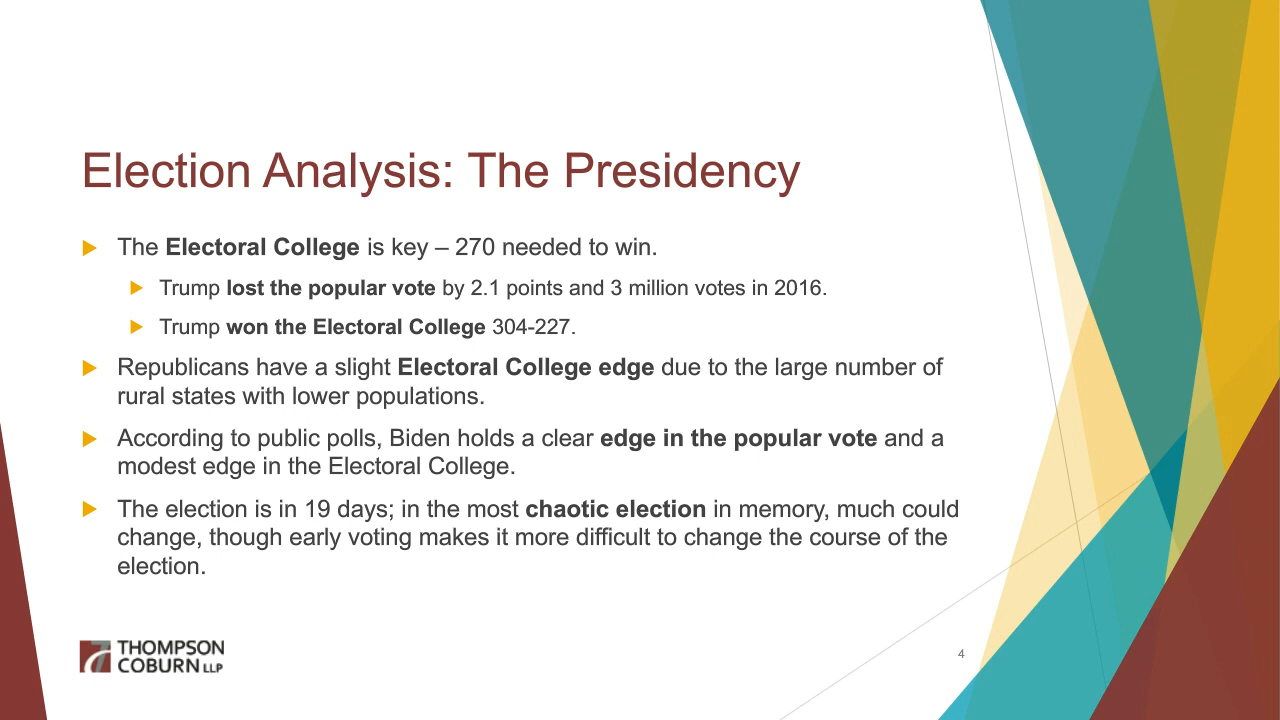 Election Analysis: The Presidency
The Electoral College is key – 270 needed to win.
Trump lost the popular vote by 2.1 points and 3 million votes in 2016.
Trump won the Electoral College 304-227.
Republicans have a slight Electoral College edge due to the large number of
rural states with lower populations.
According to public polls, Biden holds a clear edge in the popular vote and a
modest edge in the Electoral College.
The election is in 19 days; in the most chaotic election in memory, much could
change, though early voting makes it more difficult to change the course of the
election.
THOMPSON
COBURN LLP
4